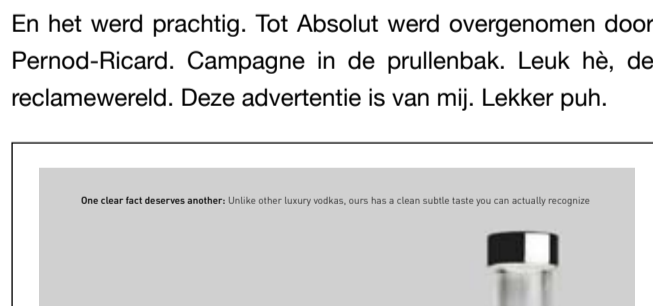 En het werd prachtig. Tot Absolut werd overgenomen door
Pernod-Ricard. Campagne in de prullenbak. Leuk hè, de
reclamewereld. Deze advertentie is van mij. Lekker puh.
One clear fact deserves another: Unlike other luxury vodkas, ours has a clean subtle taste you can actually recognize